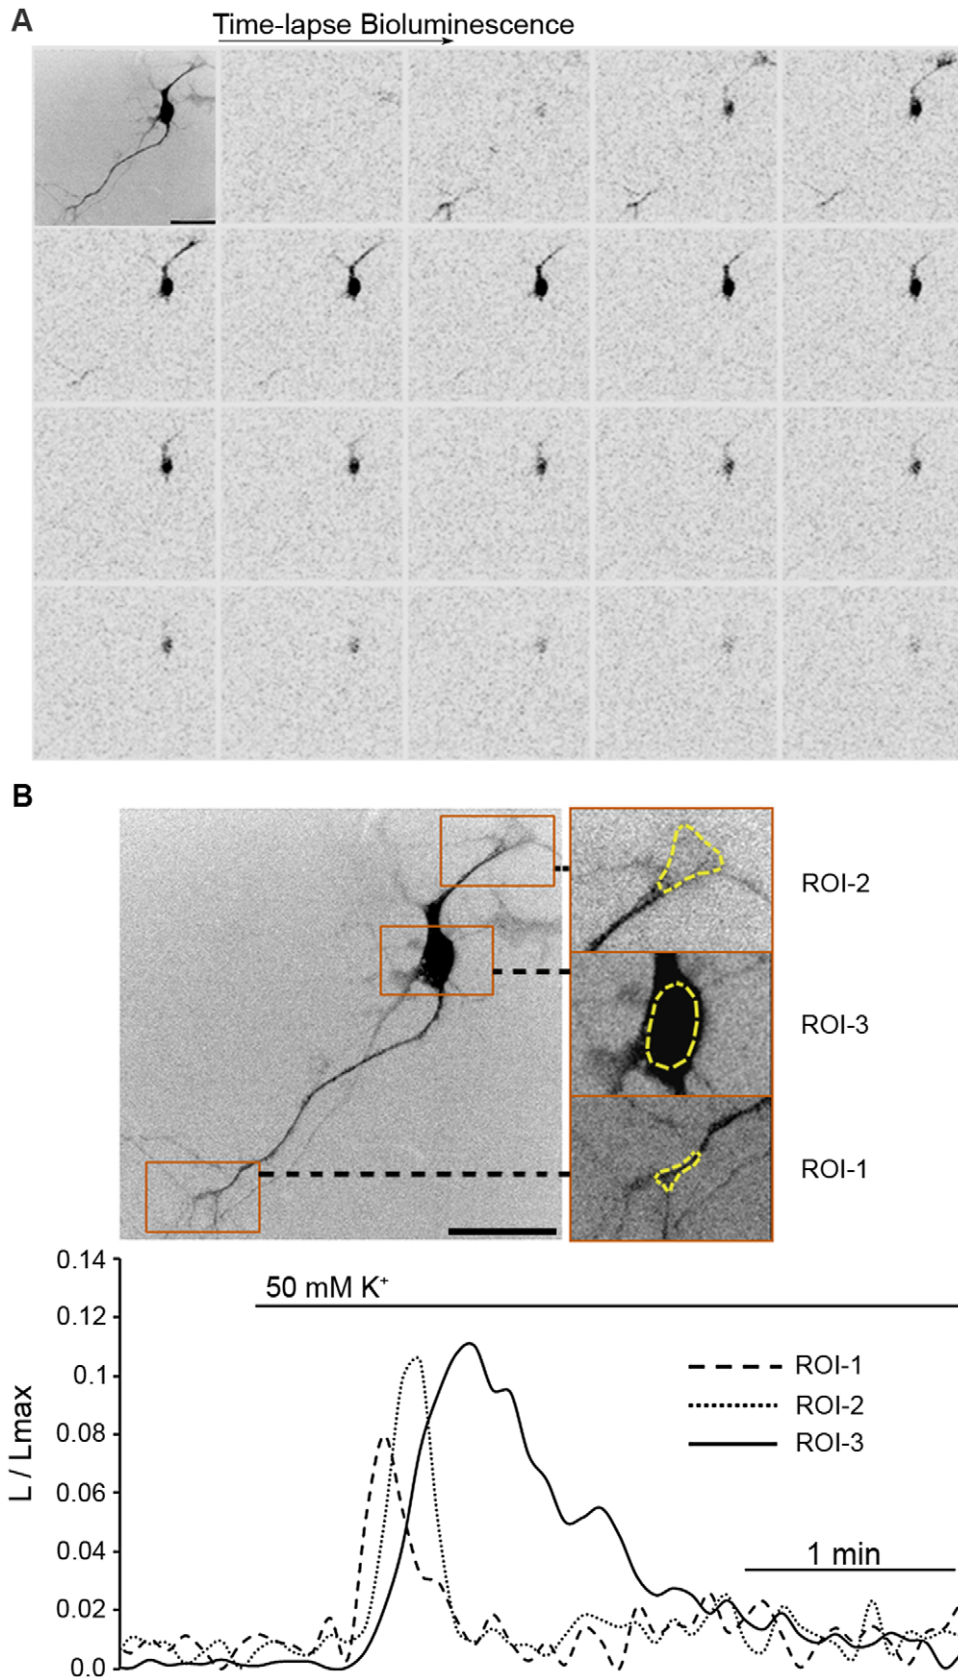 A
Time-lapse Bioluminescence
B
ROI-2
ROI-3
ROI-1
0.14
0.12
0.1
0.08
0.06
0.04
0.02
0.0
L / Lmax
50 mM K⁺
ROI-1
ROI-2
ROI-3
1 min